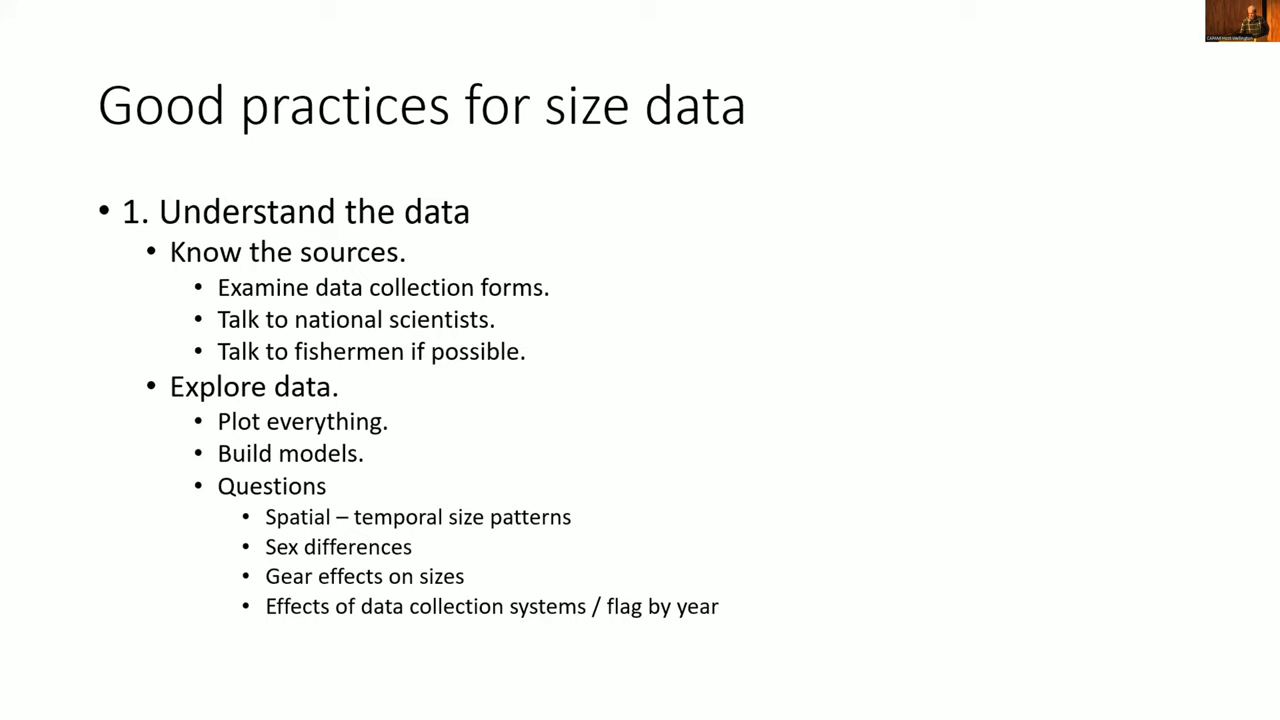 Good practices for size data
• 1. Understand the data
• Know the sources.
• Examine data collection forms.
• Talk to national scientists.
• Talk to fishermen if possible.
• Explore data.
• Plot everything.
• Build models.
• Questions
• Spatial – temporal size patterns
• Sex differences
• Gear effects on sizes
• Effects of data collection systems / flag by year